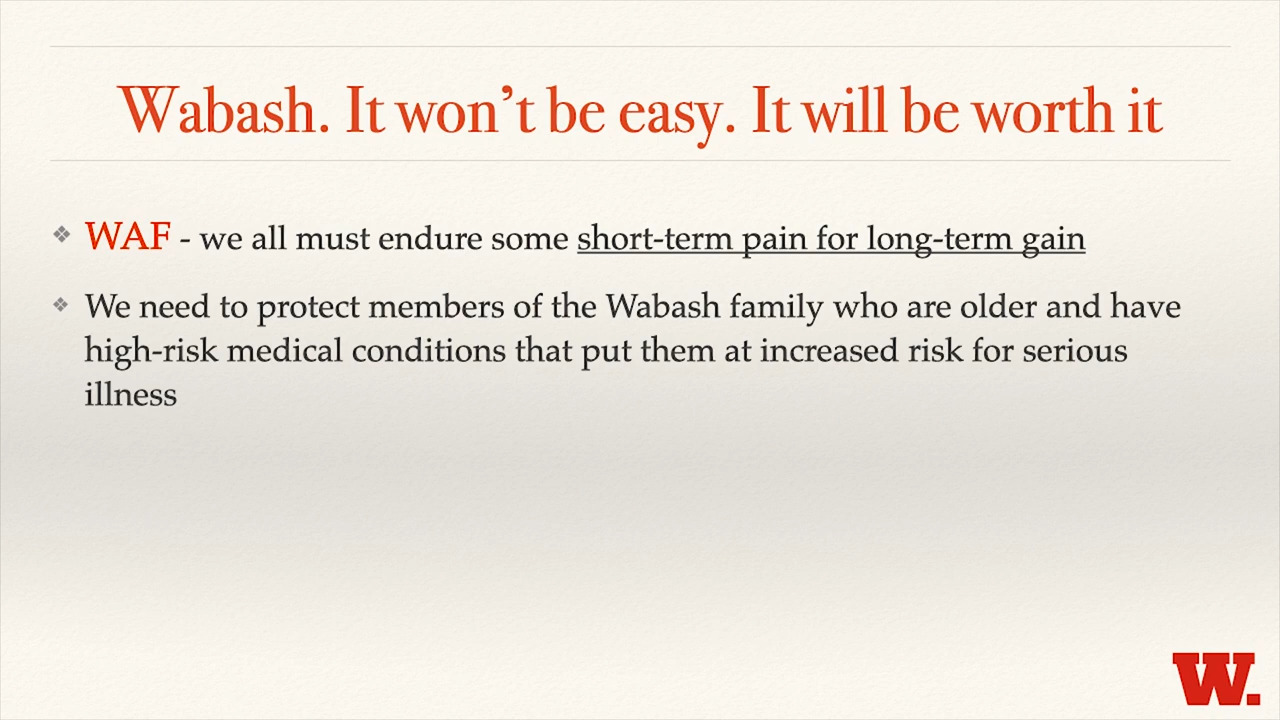 Wabash. It won’t be easy. It will be worth it
WAF - we all must endure some short-term pain for long-term gain
We need to protect members of the Wabash family who are older and have
high-risk medical conditions that put them at increased risk for serious
illness
W.